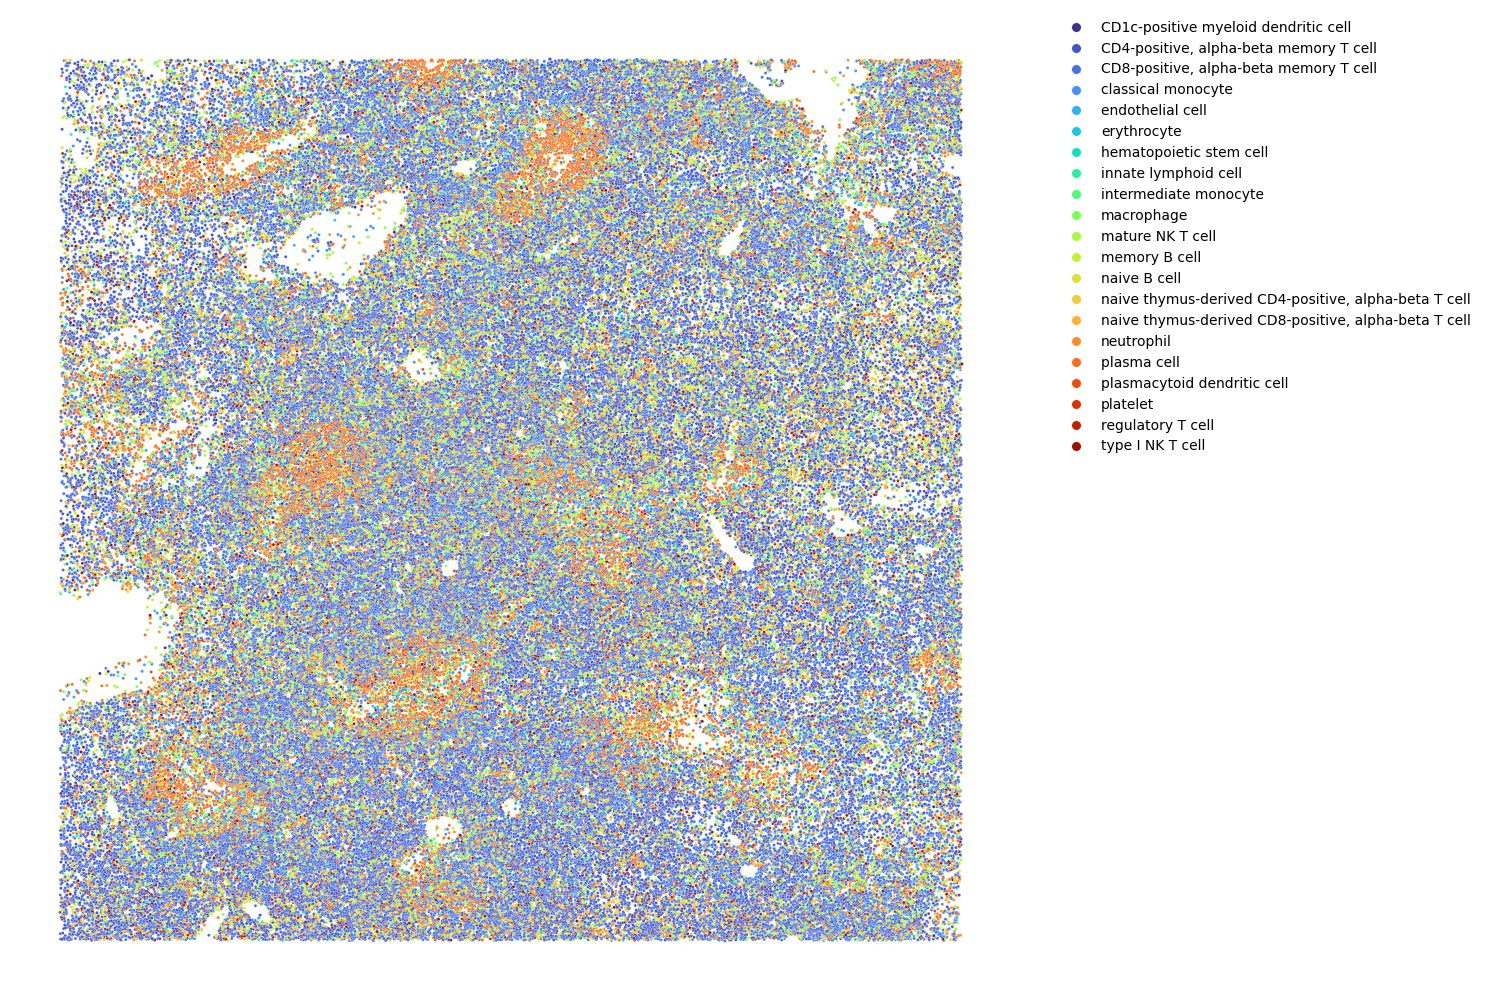 CD1c-positive myeloid dendritic cell
CD4-positive, alpha-beta memory T cell
CD8-positive, alpha-beta memory T cell
classical monocyte
endothelial cell
erythrocyte
hematopoietic stem cell
innate lymphoid cell
intermediate monocyte
macrophage
mature NK T cell
memory B cell
naive B cell
naive thymus-derived CD4-positive, alpha-beta T cell
naive thymus-derived CD8-positive, alpha-beta T cell
neutrophil
plasma cell
plasmacytoid dendritic cell
platelet
regulatory T cell
type I NK T cell